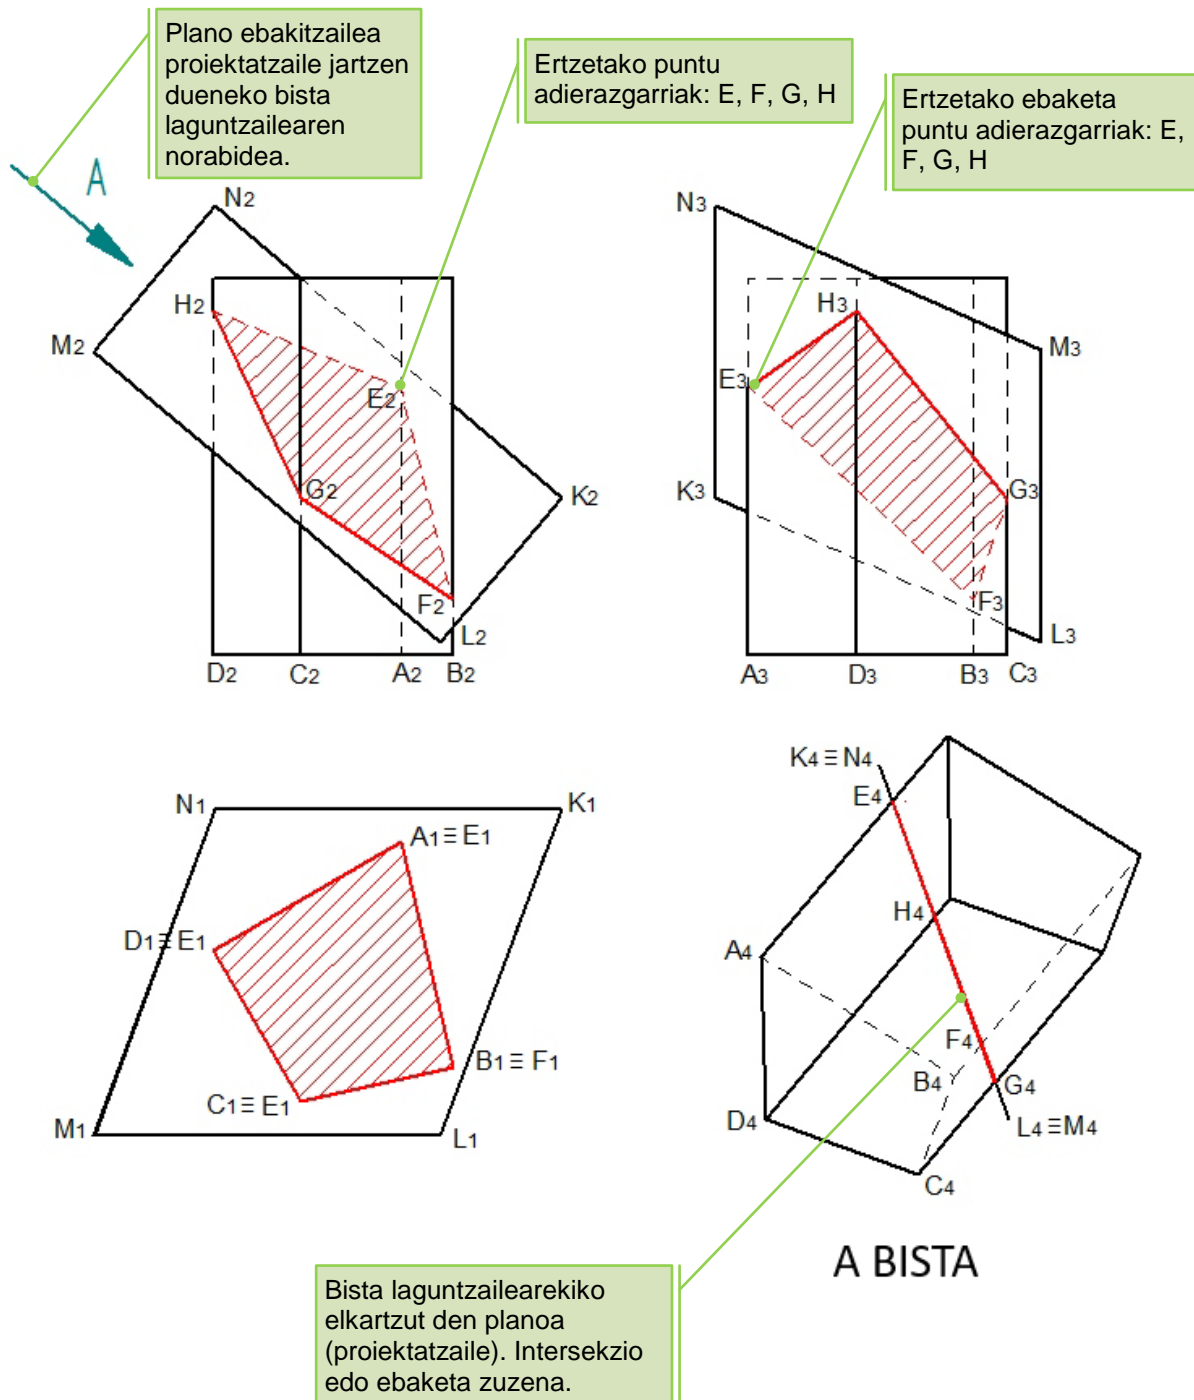 Plano ebakitzailea
proiektatzaile jartzen
dueneko bista
laguntzailearen
norabidea.
Ertzetako puntu
adierazgarriak: E, F, G, H
Ertzetako ebaketa
puntu adierazgarriak: E,
F, G, H
A
N2
H2
M2
E2
G2
K2
F2
L2
D2 C2 A2 B2
N3
H3
M3
E3
K3
G3
F3
L3
A3 D3 B3 C3
N1
K1
A1≡E1
D1≡E1
B1≡F1
C1≡E1
M1
L1
K4≡N4
E4
H4
A4
F4
B4
G4
D4
L4≡M4
C4
A BISTA
Bista laguntzailearekiko
elkartzut den planoa
(proiektatzaile). Intersekzio
edo ebaketa zuzena.